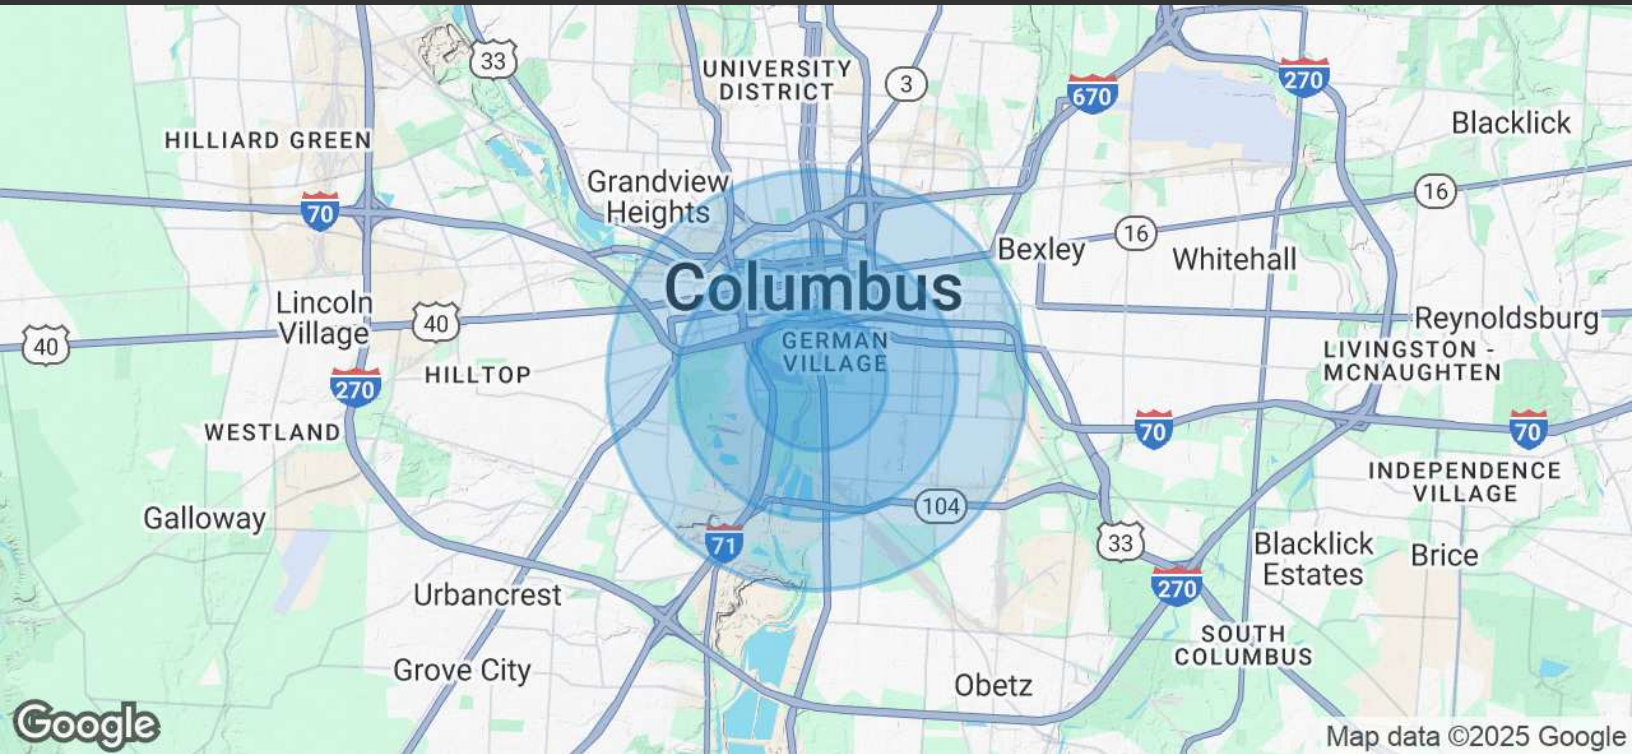 33
UNIVERSITY
DISTRICT
3
670
270
Blacklick
HILLIARD GREEN
Grandview
Heights
70
16
16
Bexley
Whitehall
Columbus
Lincoln
Village
40
40
Reynoldsburg
GERMAN
VILLAGE
LIVINGSTON -
MCNAUGHTEN
270
HILLTOP
WESTLAND
70
70
INDEPENDENCE
VILLAGE
104
Galloway
71
33
Blacklick
Estates
Brice
270
Urbancrest
SOUTH
COLUMBUS
Grove City
Obetz
Google
Map data ©2025 Google